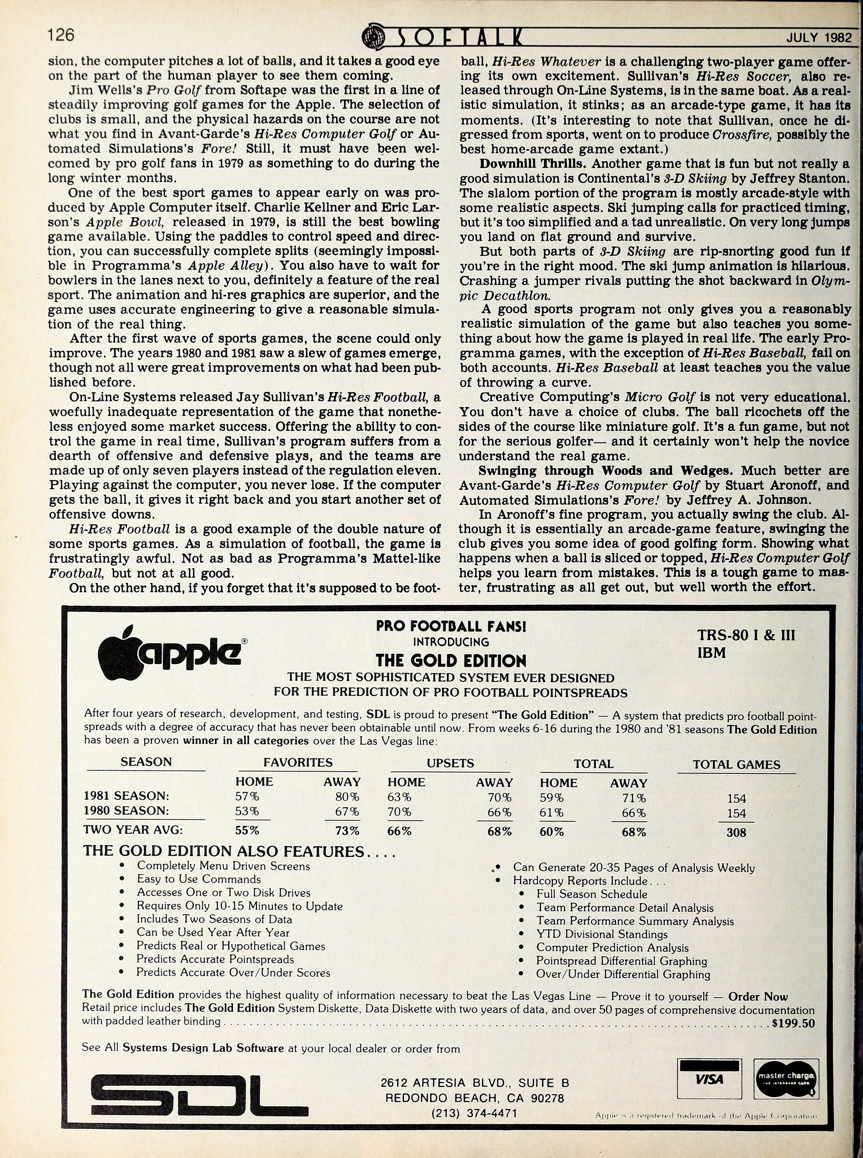 126
SOFTALK
JULY 1982
sion, the computer pitches a lot of balls, and it takes a good eye
on the part of the human player to see them coming.
Jim Wells's Pro Golf from Softape was the first in a line of
steadily improving golf games for the Apple. The selection of
clubs is small, and the physical hazards on the course are not
what you find in Avant-Garde's Hi-Res Computer Golf or Au-
tomated Simulations's Fore! Still, it must have been wel-
comed by pro golf fans in 1979 as something to do during the
long winter months.
One of the best sport games to appear early on was pro-
duced by Apple Computer itself. Charlie Kellner and Eric Lar-
son's Apple Bowl, released in 1979, is still the best bowling
game available. Using the paddles to control speed and direc-
tion, you can successfully complete splits (seemingly impossi-
ble in Programma's Apple Alley). You also have to wait for
bowlers in the lanes next to you, definitely a feature of the real
sport. The animation and hi-res graphics are superior, and the
game uses accurate engineering to give a reasonable simula-
tion of the real thing.
After the first wave of sports games, the scene could only
improve. The years 1980 and 1981 saw a slew of games emerge,
though not all were great improvements on what had been pub-
lished before.
On-Line Systems released Jay Sullivan's Hi-Res Football, a
woefully inadequate representation of the game that nonethe-
less enjoyed some market success. Offering the ability to con-
trol the game in real time, Sullivan's program suffers from a
dearth of offensive and defensive plays, and the teams are
made up of only seven players instead of the regulation eleven.
Playing against the computer, you never lose. If the computer
gets the ball, it gives it right back and you start another set of
offensive downs.
Hi-Res Football is a good example of the double nature of
some sports games. As a simulation of football, the game is
frustratingly awful. Not as bad as Programma's Mattel-like
Football, but not at all good.
On the other hand, if you forget that it's supposed to be foot-
ball, Hi-Res Whatever is a challenging two-player game offer-
ing its own excitement. Sullivan's Hi-Res Soccer, also re-
leased through On-Line Systems, is in the same boat. As a real-
istic simulation, it stinks; as an arcade-type game, it has its
moments. (It's interesting to note that Sullivan, once he di-
gressed from sports, went on to produce Crossfire, possibly the
best home-arcade game extant.)
Downhill Thrills. Another game that is fun but not really a
good simulation is Continental's 3-D Skiing by Jeffrey Stanton.
The slalom portion of the program is mostly arcade-style with
some realistic aspects. Ski jumping calls for practiced timing,
but it's too simplified and a tad unrealistic. On very long jumps
you land on flat ground and survive.
But both parts of 3-D Skiing are rip-snorting good fun if
you're in the right mood. The ski jump animation is hilarious.
Crashing a jumper rivals putting the shot backward in Olym-
pic Decathlon.
A good sports program not only gives you a reasonably
realistic simulation of the game but also teaches you some-
thing about how the game is played in real life. The early Pro-
gramma games, with the exception of Hi-Res Baseball, fail on
both accounts. Hi-Res Baseball at least teaches you the value
of throwing a curve.
Creative Computing's Micro Golf is not very educational.
You don't have a choice of clubs. The ball ricochets off the
sides of the course like miniature golf. It's a fun game, but not
for the serious golfer— and it certainly won't help the novice
understand the real game.
Swinging through Woods and Wedges. Much better are
Avant-Garde's Hi-Res Computer Golf by Stuart Aronoff, and
Automated Simulations's Fore! by Jeffrey A. Johnson.
In Aronoff's fine program, you actually swing the club. Al-
though it is essentially an arcade-game feature, swinging the
club gives you some idea of good golfing form. Showing what
happens when a ball is sliced or topped, Hi-Res Computer Golf
helps you learn from mistakes. This is a tough game to mas-
ter, frustrating as all get out, but well worth the effort.
apple®
PRO FOOTBALL FANS!
INTRODUCING
THE GOLD EDITION
TRS-80 I & III
IBM
THE MOST SOPHISTICATED SYSTEM EVER DESIGNED
FOR THE PREDICTION OF PRO FOOTBALL POINTSPREADS
After four years of research, development, and testing, SDL is proud to present "The Gold Edition" — A system that predicts pro football point-
spreads with a degree of accuracy that has never been obtainable until now. From weeks 6-16 during the 1980 and '81 seasons The Gold Edition
has been a proven winner in all categories over the Las Vegas line:
SEASON FAVORITES UPSETS TOTAL TOTAL GAMES
HOME AWAY HOME AWAY HOME AWAY
1981 SEASON: 57% 80% 63% 70% 59% 71% 154
1980 SEASON: 53% 67% 70% 66% 61% 66% 154
TWO YEAR AVG: 55% 73% 66% 68% 60% 68% 308
THE GOLD EDITION ALSO FEATURES....
• Completely Menu Driven Screens
• Easy to Use Commands
• Accesses One or Two Disk Drives
• Requires Only 10-15 Minutes to Update
• Includes Two Seasons of Data
• Can be Used Year After Year
• Predicts Real or Hypothetical Games
• Predicts Accurate Pointspreads
• Predicts Accurate Over/Under Scores
• Can Generate 20-35 Pages of Analysis Weekly
• Hardcopy Reports Include...
• Full Season Schedule
• Team Performance Detail Analysis
• Team Performance Summary Analysis
• YTD Divisional Standings
• Computer Prediction Analysis
• Pointspread Differential Graphing
• Over/Under Differential Graphing
The Gold Edition provides the highest quality of information necessary to beat the Las Vegas Line — Prove it to yourself — Order Now
Retail price includes The Gold Edition System Diskette, Data Diskette with two years of data, and over 50 pages of comprehensive documentation
with padded leather binding........$199.50
See All Systems Design Lab Software at your local dealer or order from
SDL
2612 ARTESIA BLVD., SUITE B
REDONDO BEACH, CA 90278
(213) 374-4471
VISA
master charge
THE INTERBANK CARD
Apple is a registered trademark of the Apple Corporation